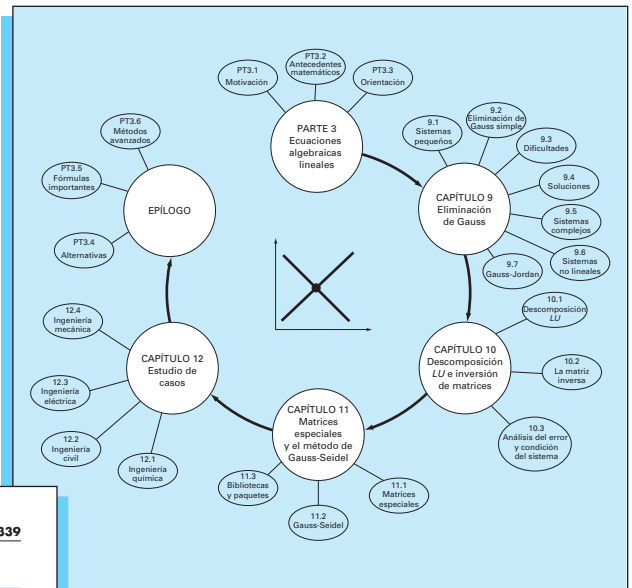 PT3.1
Motivación
PT3.2
Antecedentes
matemáticos
PT3.3
Orientación
PARTE 3
Ecuaciones
algebraicas
lineales
9.1
Sistemas
pequeños
9.2
Eliminación de
Gauss simple
9.3
Dificultades
9.4
Soluciones
9.5
Sistemas
complejos
9.6
Sistemas
no lineales
9.7
Gauss-Jordan
CAPÍTULO 9
Eliminación
de Gauss
10.1
Descomposición
LU
10.2
La matriz
inversa
10.3
Análisis del error
y condición
del sistema
CAPÍTULO 10
Descomposición
LU e inversión
de matrices
CAPÍTULO 11
Matrices
especiales
y el método de
Gauss-Seidel
11.1
Matrices
especiales
11.2
Gauss-Seidel
11.3
Bibliotecas
y paquetes
CAPÍTULO 12
Estudio de
casos
12.1
Ingeniería
química
12.2
Ingeniería
civil
12.3
Ingeniería
eléctrica
12.4
Ingeniería
mecánica
EPÍLOGO
PT3.4
Alternativas
PT3.5
Fórmulas
importantes
PT3.6
Métodos
avanzados
339